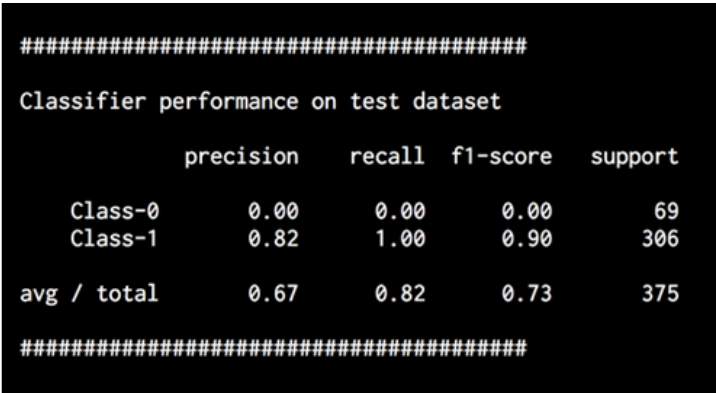 ########################################
Classifier performance on test dataset
precision recall f1-score support
Class-0 0.00 0.00 0.00 69
Class-1 0.82 1.00 0.90 306
avg / total 0.67 0.82 0.73 375
########################################